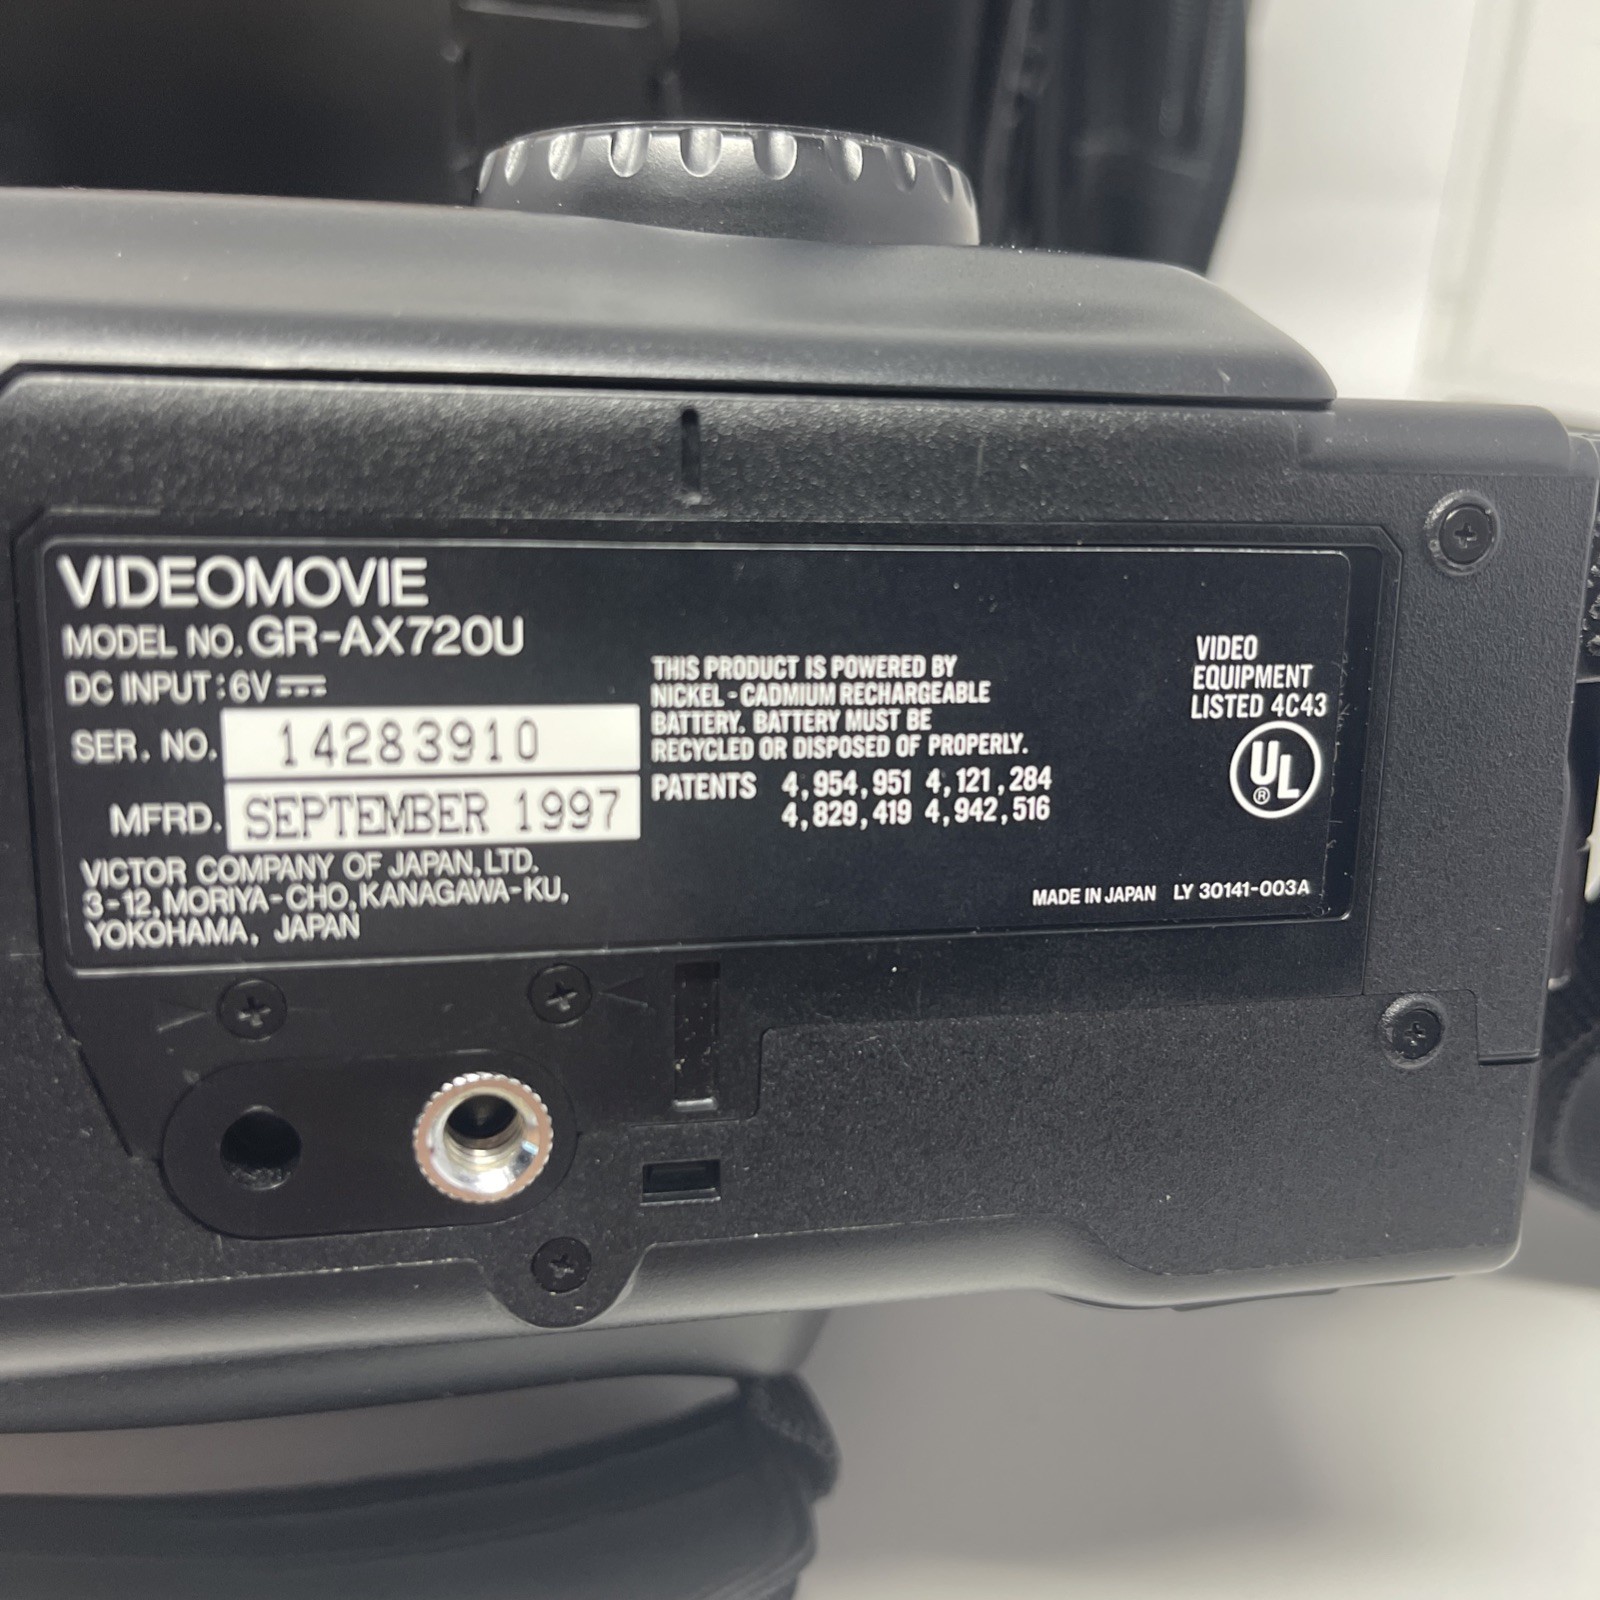 VIDEOMOVIE
MODEL NO. GR-AX720U
DC INPUT : 6V
SER. NO. 14283910
MFRD. SEPTEMBER 1997
VICTOR COMPANY OF JAPAN, LTD.
3-12, MORIYA-CHO, KANAGAWA-KU,
YOKOHAMA, JAPAN
THIS PRODUCT IS POWERED BY
NICKEL-CADMIUM RECHARGEABLE
BATTERY. BATTERY MUST BE
RECYCLED OR DISPOSED OF PROPERLY.
PATENTS 4,954,951 4,121,284
4,829,419 4,942,516
VIDEO
EQUIPMENT
LISTED 4C43
UL
®
MADE IN JAPAN LY 30141-003A